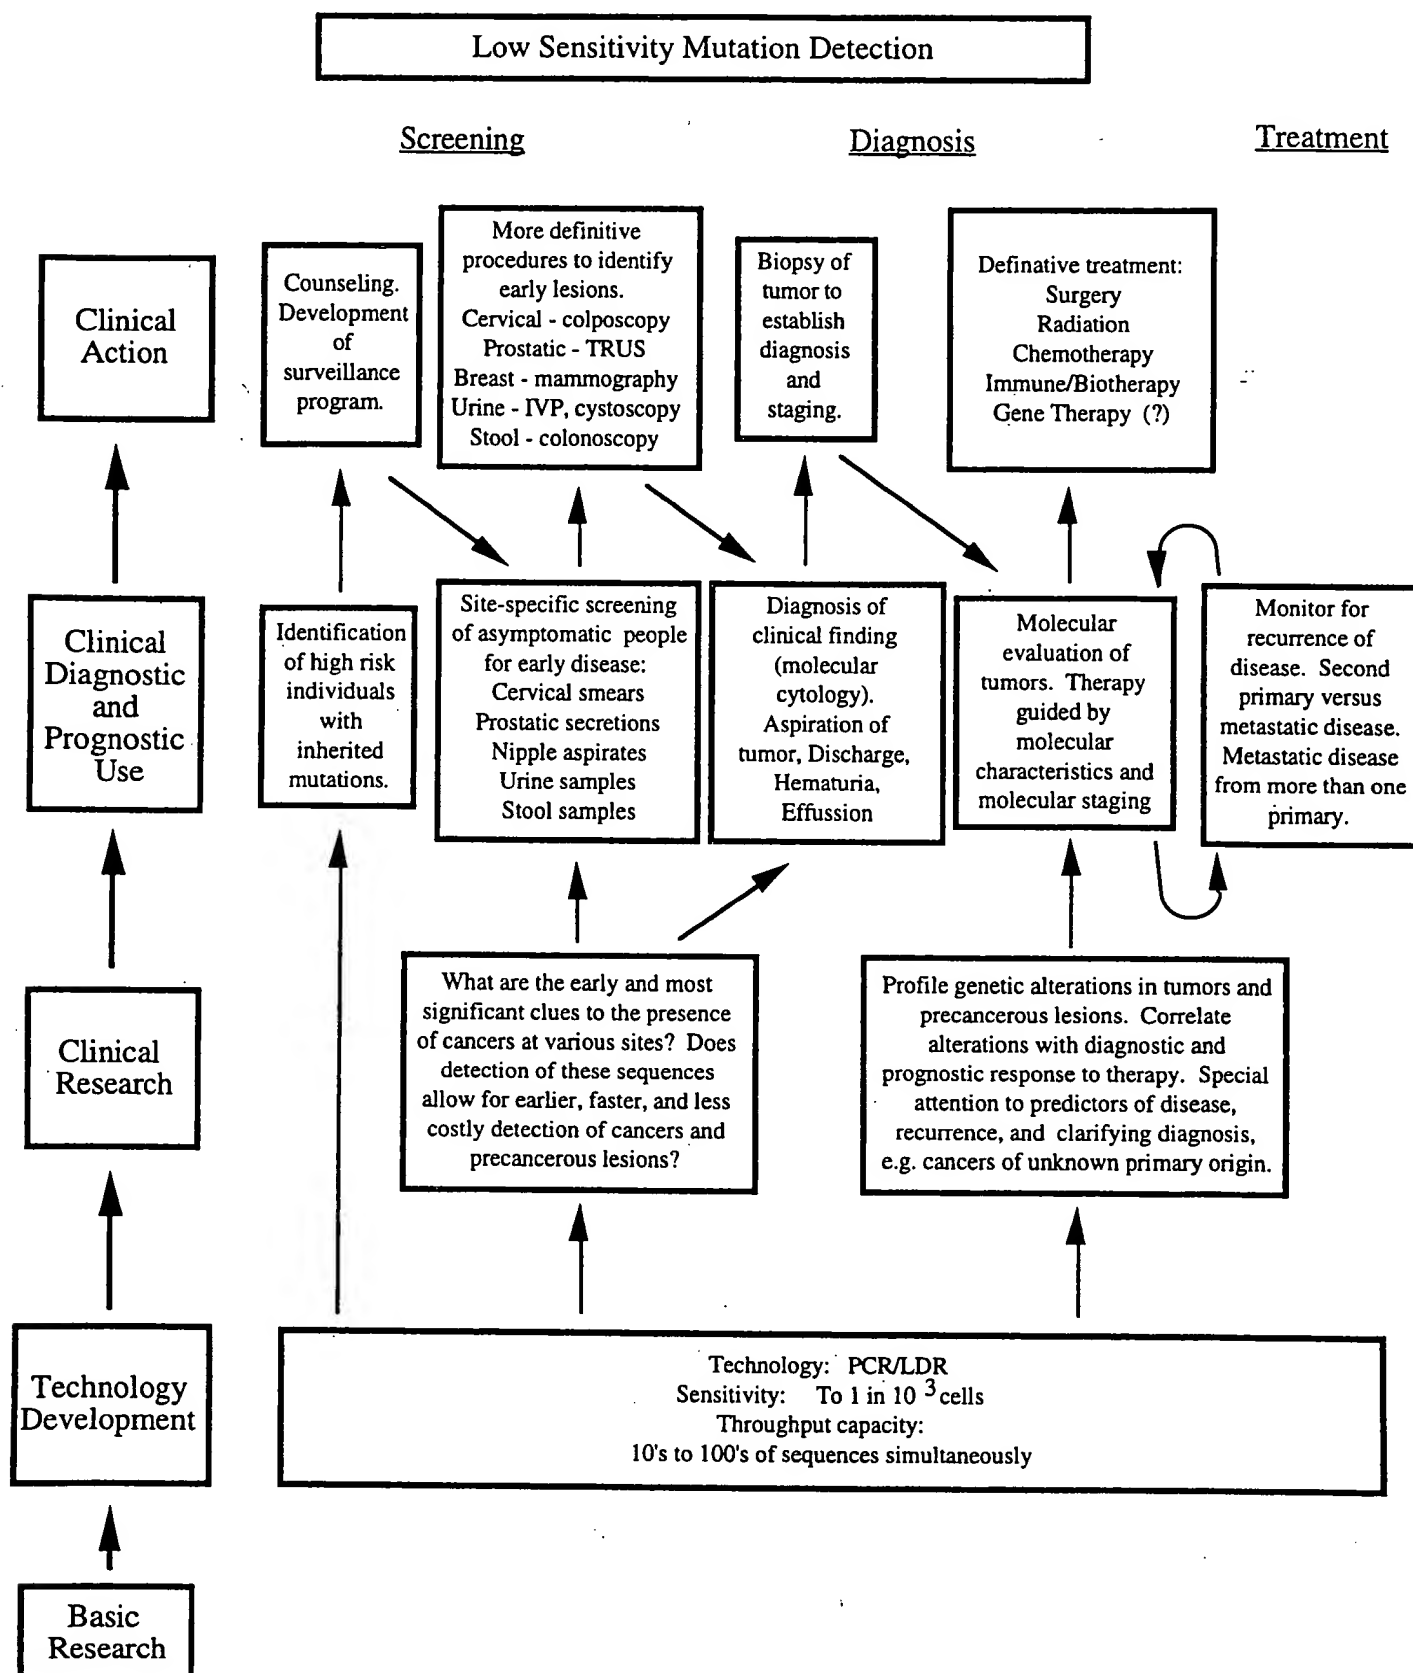 Low Sensitivity Mutation Detection
Screening
Diagnosis
Treatment
Clinical
Action
Counseling.
Development
of
surveillance
program.
More definitive
procedures to identify
early lesions.
Cervical - colposcopy
Prostatic - TRUS
Breast - mammography
Urine - IVP, cystoscopy
Stool - colonoscopy
Biopsy of
tumor to
establish
diagnosis
and
staging.
Definative treatment:
Surgery
Radiation
Chemotherapy
Immune/Biotherapy
Gene Therapy (?)
Clinical
Diagnostic
and
Prognostic
Use
Identification
of high risk
individuals
with
inherited
mutations.
Site-specific screening
of asymptomatic people
for early disease:
Cervical smears
Prostatic secretions
Nipple aspirates
Urine samples
Stool samples
Diagnosis of
clinical finding
(molecular
cytology).
Aspiration of
tumor, Discharge,
Hematuria,
Effussion
Molecular
evaluation of
tumors. Therapy
guided by
molecular
characteristics and
molecular staging
Monitor for
recurrence of
disease. Second
primary versus
metastatic disease.
Metastatic disease
from more than one
primary.
Clinical
Research
What are the early and most
significant clues to the presence
of cancers at various sites? Does
detection of these sequences
allow for earlier, faster, and less
costly detection of cancers and
precancerous lesions?
Profile genetic alterations in tumors and
precancerous lesions. Correlate
alterations with diagnostic and
prognostic response to therapy. Special
attention to predictors of disease,
recurrence, and clarifying diagnosis,
e.g. cancers of unknown primary origin.
Technology
Development
Technology: PCR/LDR
Sensitivity: To 1 in 10 3 cells
Throughput capacity:
10's to 100's of sequences simultaneously
Basic
Research